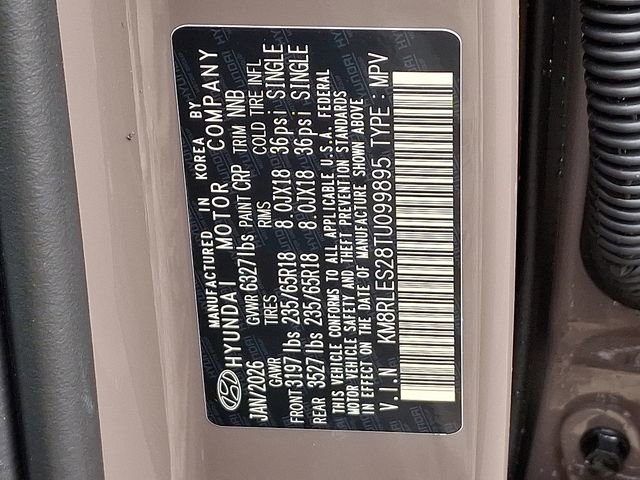 MANUFACTURED IN KOREA BY
HYUNDAI MOTOR COMPANY
JAN/2026 GVWR 6327lbs PAINT CRP TRIM NNB
GAWR TIRES RIMS COLD TIRE INFL
FRONT 3197lbs 235/65R18 8.0JX18 36psi SINGLE
REAR 3527lbs 235/65R18 8.0JX18 36psi SINGLE
THIS VEHICLE CONFORMS TO ALL APPLICABLE U.S.A. FEDERAL
MOTOR VEHICLE SAFETY AND THEFT PREVENTION STANDARDS
IN EFFECT ON THE DATE OF MANUFACTURE SHOWN ABOVE
V.I.N KM8RLES28TU099895 TYPE : MPV